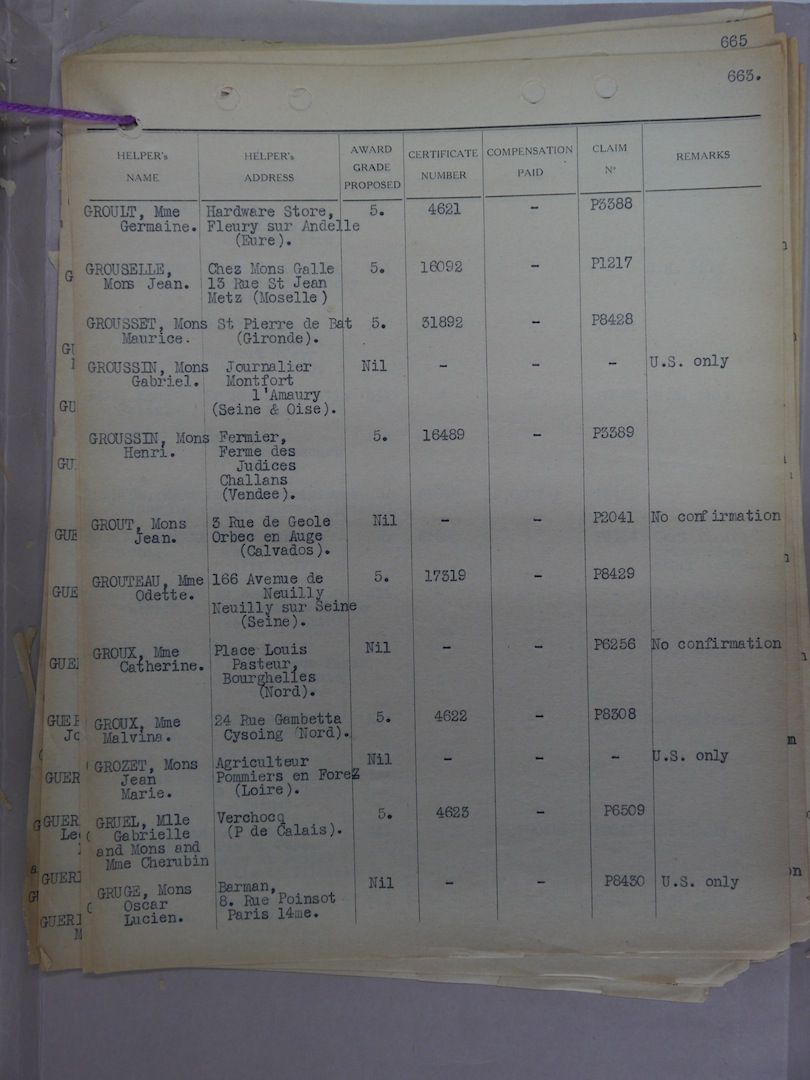 665
663.
HELPER's NAME | HELPER's ADDRESS | AWARD GRADE PROPOSED | CERTIFICATE NUMBER | COMPENSATION PAID | CLAIM Nº | REMARKS
GROULT, Mme Hardware Store, 5. 4621 - P3388
Germaine. Fleury sur Andelle
(Eure).
GROUSELLE, Chez Mons Galle 5. 16092 - P1217
Mons Jean. 13 Rue St Jean
Metz (Moselle )
GROUSSET, Mons St Pierre de Bat 5. 31892 - P8428
Maurice. (Gironde).
GROUSSIN, Mons Journalier Nil - - - U.S. only
Gabriel. Montfort
l'Amaury
(Seine & Oise).
GROUSSIN, Mons Fermier, 5. 16489 - P3389
Henri. Ferme des
Judices
Challans
(Vendee).
GROUT, Mons 3 Rue de Geole Nil - - P2041 No confirmation
Jean. Orbec en Auge
(Calvados).
GROUTEAU, Mme 166 Avenue de 5. 17319 - P8429
Odette. Neuilly
Neuilly sur Seine
(Seine).
GROUX, Mme Place Louis Nil - - P6256 No confirmation
Catherine. Pasteur,
Bourghelles
(Nord).
GROUX, Mme 24 Rue Gambetta 5. 4622 - P8308
Malvina. Cysoing (Nord).
GROZET, Mons Agriculteur Nil - - - U.S. only
Jean Pommiers en Forez
Marie. (Loire).
GRUEL, Mlle Verchocq 5. 4623 - P6509
Gabrielle (P de Calais).
and Mons and
Mme Cherubin
GRUGE, Mons Barman, Nil - - P8430 U.S. only
Oscar 8. Rue Poinsot
Lucien. Paris 14me.